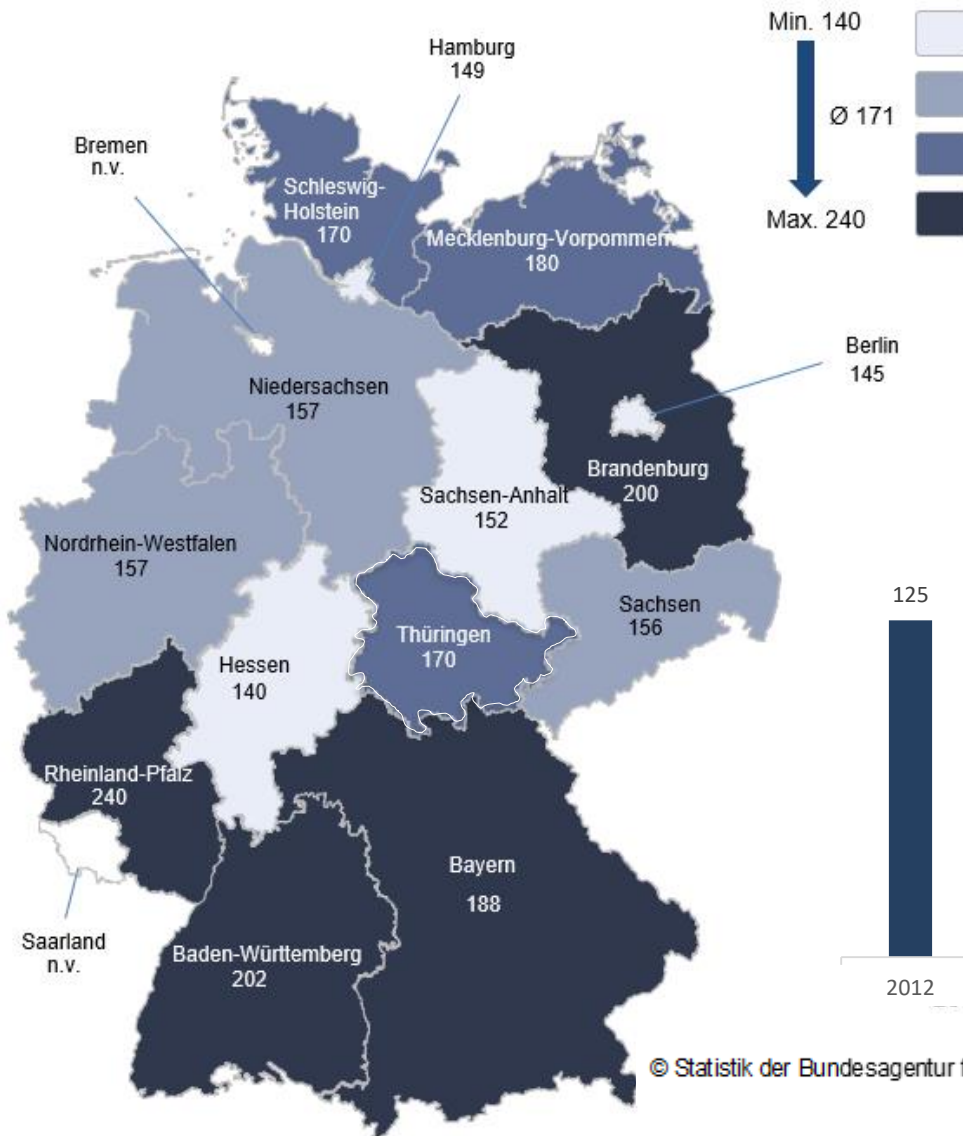 Min. 140
Ø 171
Max. 240
Hamburg
149
Bremen
n.v.
Schleswig-
Holstein
170
Mecklenburg-Vorpommern
180
Berlin
145
Niedersachsen
157
Brandenburg
200
Sachsen-Anhalt
152
Nordrhein-Westfalen
157
Sachsen
156
Thüringen
170
Hessen
140
Rheinland-Pfalz
240
Bayern
188
Saarland
n.v.
Baden-Württemberg
202
125
2012
© Statistik der Bundesagentur f